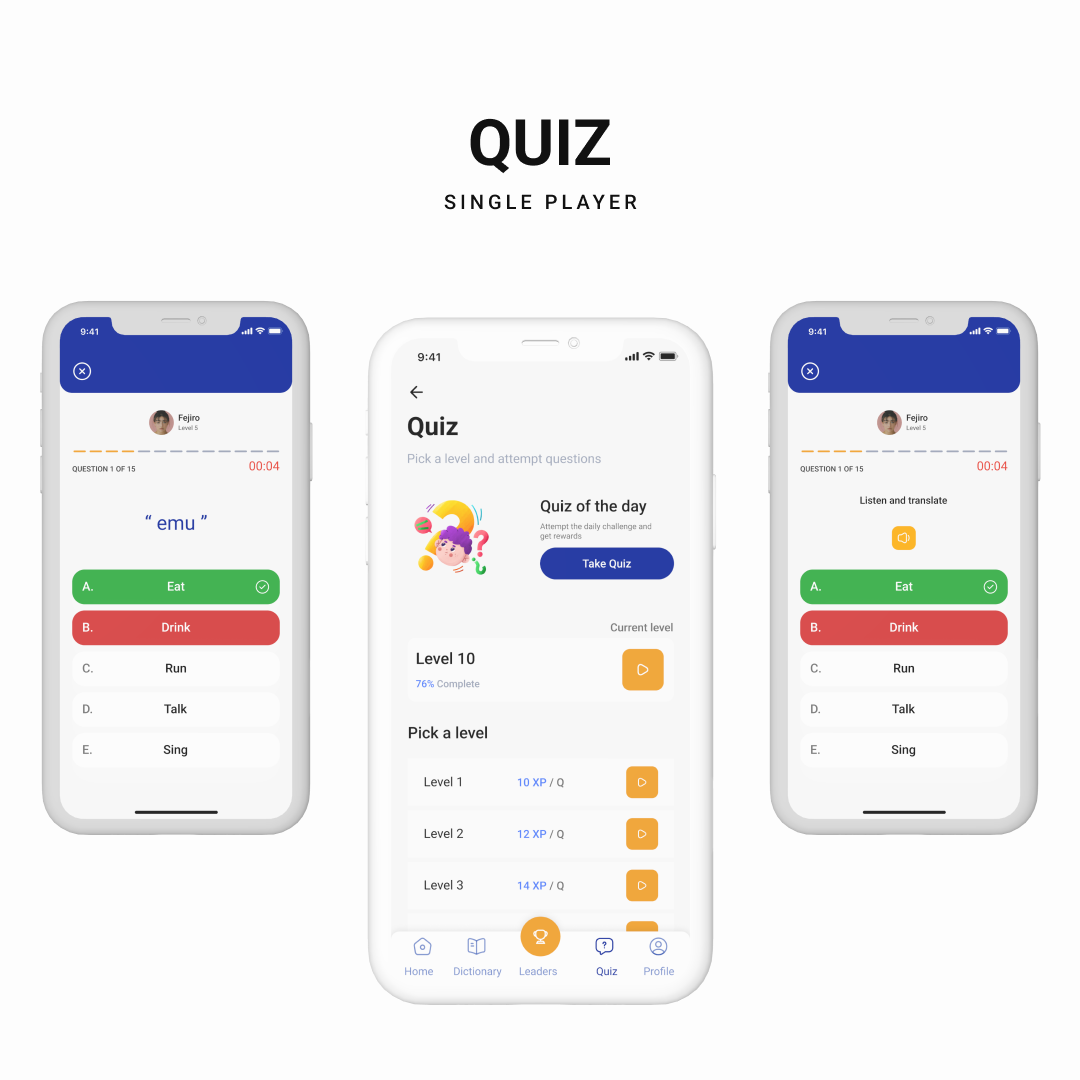 QUIZ
SINGLE PLAYER
9:41
Fejiro
Level 5
QUESTION 1 OF 15
00:04
“ emu ”
A. Eat
B. Drink
C. Run
D. Talk
E. Sing
9:41
Quiz
Pick a level and attempt questions
Quiz of the day
Attempt the daily challenge and
get rewards
Take Quiz
Current level
Level 10
76% Complete
Pick a level
Level 1 10 XP / Q
Level 2 12 XP / Q
Level 3 14 XP / Q
Home Dictionary Leaders Quiz Profile
9:41
Fejiro
Level 5
QUESTION 1 OF 15
00:04
Listen and translate
A. Eat
B. Drink
C. Run
D. Talk
E. Sing